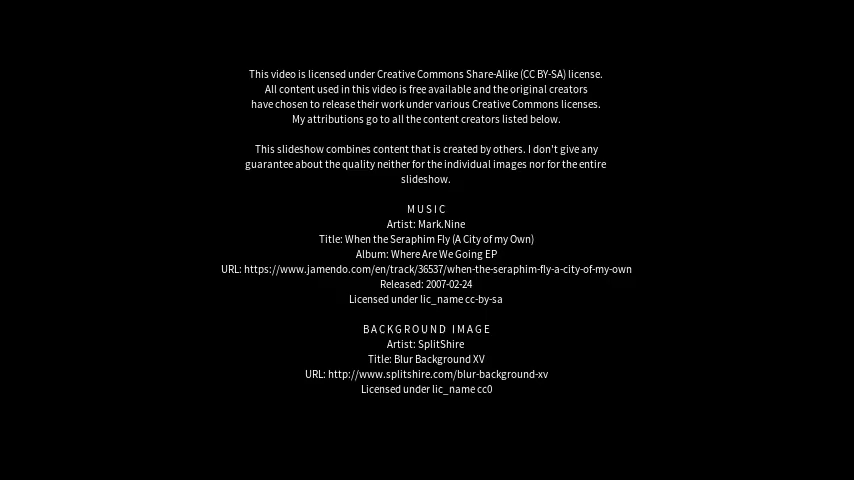 This video is licensed under Creative Commons Share-Alike (CC BY-SA) license.
All content used in this video is free available and the original creators
have chosen to release their work under various Creative Commons licenses.
My attributions go to all the content creators listed below.
This slideshow combines content that is created by others. I don't give any
guarantee about the quality neither for the individual images nor for the entire
slideshow.
M U S I C
Artist: Mark.Nine
Title: When the Seraphim Fly (A City of my Own)
Album: Where Are We Going EP
URL: https://www.jamendo.com/en/track/36537/when-the-seraphim-fly-a-city-of-my-own
Released: 2007-02-24
Licensed under lic_name cc-by-sa
B A C K G R O U N D   I M A G E
Artist: SplitShire
Title: Blur Background XV
URL: http://www.splitshire.com/blur-background-xv
Licensed under lic_name cc0